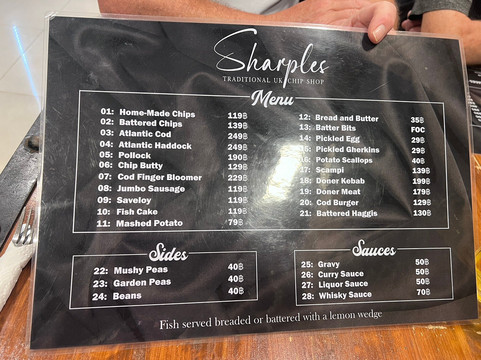 Sharples
TRADITIONAL UK CHIP SHOP
Menu
01: Home-Made Chips 119฿
02: Battered Chips 139฿
03: Atlantic Cod 249฿
04: Atlantic Haddock 249฿
05: Pollock 190฿
06: Chip Butty 129฿
07: Cod Finger Bloomer 229฿
08: Jumbo Sausage 119฿
09: Saveloy 119฿
10: Fish Cake 119฿
11: Mashed Potato 79฿
12: Bread and Butter 35฿
13: Batter Bits FOC
14: Pickled Egg 29฿
15: Pickled Gherkins 29฿
16: Potato Scallops 40฿
17: Scampi 139฿
18: Doner Kebab 199฿
19: Doner Meat 179฿
20: Cod Burger 129฿
21: Battered Haggis 130฿
Sides
22: Mushy Peas 40฿
23: Garden Peas 40฿
24: Beans 40฿
Sauces
25: Gravy 50฿
26: Curry Sauce 50฿
27: Liquor Sauce 50฿
28: Whisky Sauce 70฿
Fish served breaded or battered with a lemon wedge